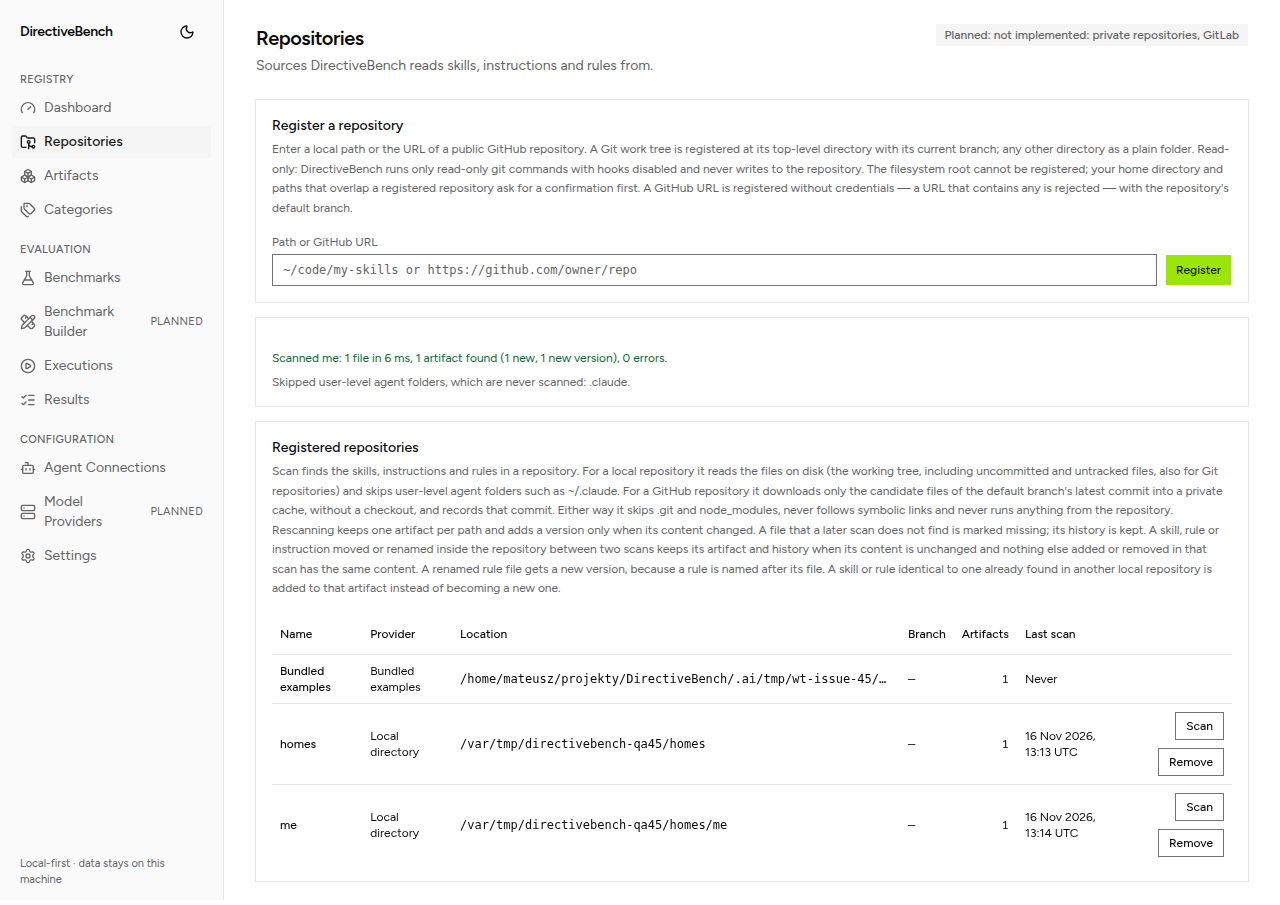 DirectiveBench
REGISTRY
Dashboard
Repositories
Artifacts
Categories
EVALUATION
Benchmarks
Benchmark
Builder
PLANNED
Executions
Results
CONFIGURATION
Agent Connections
Model
Providers
PLANNED
Settings
Local-first · data stays on this
machine
Repositories
Planned: not implemented: private repositories, GitLab
Sources DirectiveBench reads skills, instructions and rules from.
Register a repository
Enter a local path or the URL of a public GitHub repository. A Git work tree is registered at its top-level directory with its current branch; any other directory as a plain folder. Read-
only: DirectiveBench runs only read-only git commands with hooks disabled and never writes to the repository. The filesystem root cannot be registered; your home directory and
paths that overlap a registered repository ask for a confirmation first. A GitHub URL is registered without credentials — a URL that contains any is rejected — with the repository's
default branch.
Path or GitHub URL
~/code/my-skills or https://github.com/owner/repo
Register
Scanned me: 1 file in 6 ms, 1 artifact found (1 new, 1 new version), 0 errors.
Skipped user-level agent folders, which are never scanned: .claude.
Registered repositories
Scan finds the skills, instructions and rules in a repository. For a local repository it reads the files on disk (the working tree, including uncommitted and untracked files, also for Git
repositories) and skips user-level agent folders such as ~/.claude. For a GitHub repository it downloads only the candidate files of the default branch's latest commit into a private
cache, without a checkout, and records that commit. Either way it skips .git and node_modules, never follows symbolic links and never runs anything from the repository.
Rescanning keeps one artifact per path and adds a version only when its content changed. A file that a later scan does not find is marked missing; its history is kept. A skill, rule or
instruction moved or renamed inside the repository between two scans keeps its artifact and history when its content is unchanged and nothing else added or removed in that
scan has the same content. A renamed rule file gets a new version, because a rule is named after its file. A skill or rule identical to one already found in another local repository is
added to that artifact instead of becoming a new one.
Name Provider Location Branch Artifacts Last scan
Bundled
examples
Bundled
examples
/home/mateusz/projekty/DirectiveBench/.ai/tmp/wt-issue-45/…
—
1
Never
homes
Local
directory
/var/tmp/directivebench-qa45/homes
—
1
16 Nov 2026,
13:13 UTC
Scan
Remove
me
Local
directory
/var/tmp/directivebench-qa45/homes/me
—
1
16 Nov 2026,
13:14 UTC
Scan
Remove